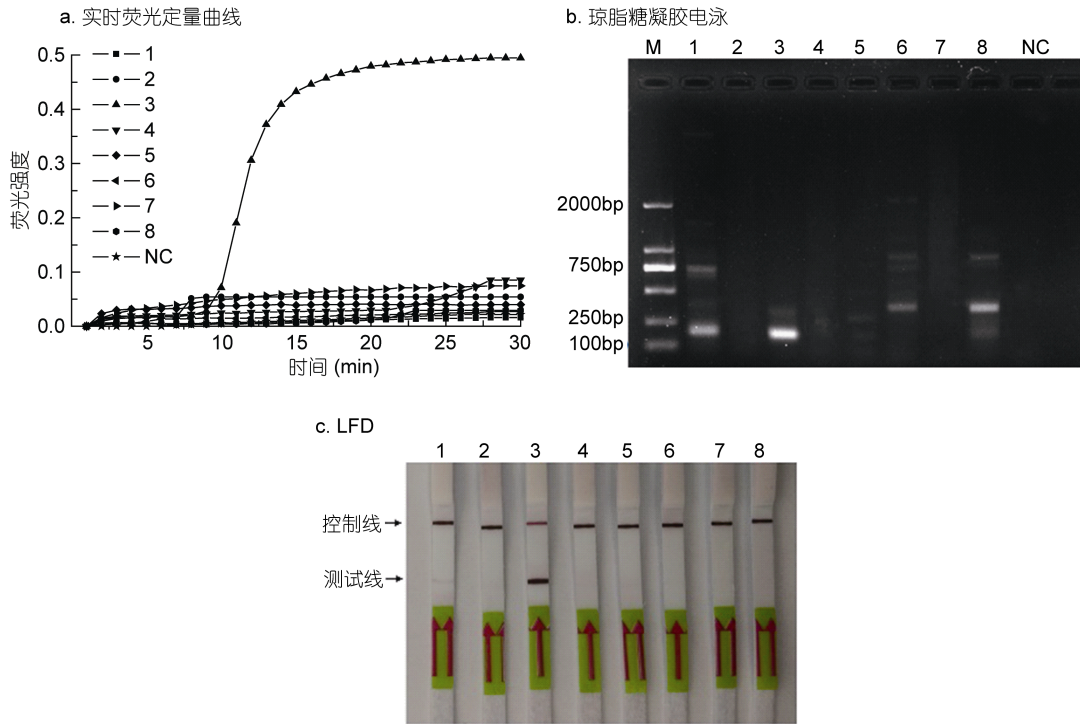 a. 实时荧光定量曲线
0.5
0.4
0.3
0.2
0.1
0.0
荧光强度
1
2
3
4
5
6
7
8
NC
5
10
15
20
25
30
时间 (min)
b. 琼脂糖凝胶电泳
M 1 2 3 4 5 6 7 8 NC
2000bp
750bp
250bp
100bp
c. LFD
1 2 3 4 5 6 7 8
控制线
测试线